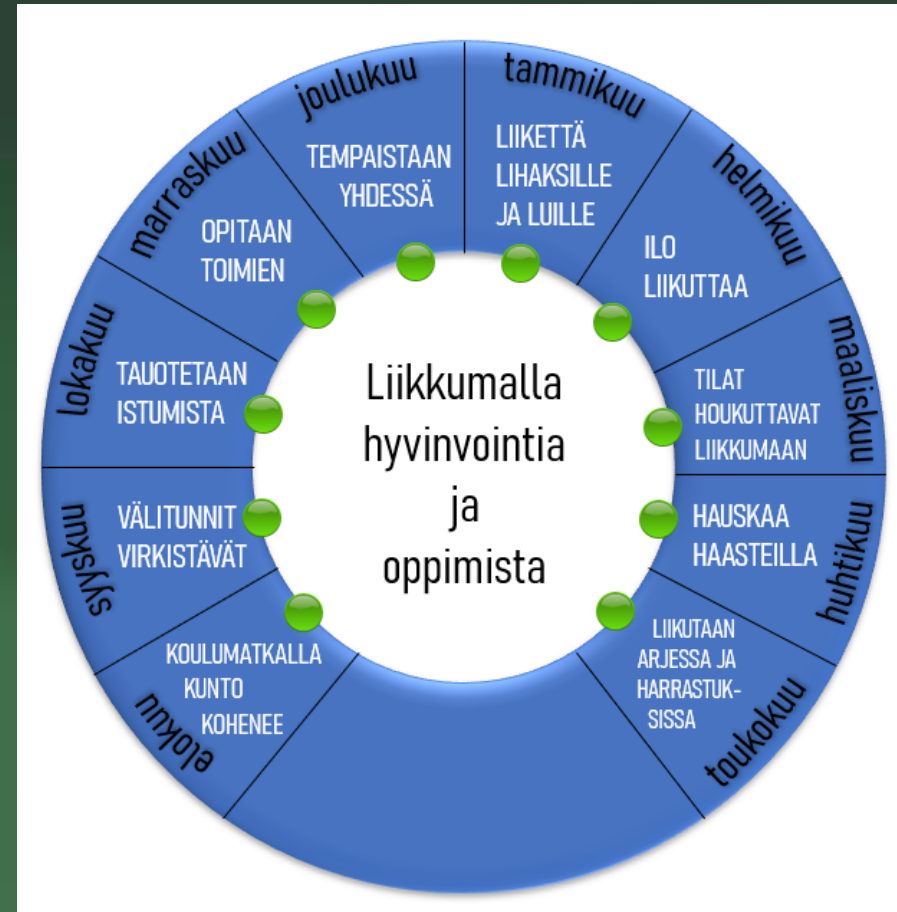 Liikkumalla
hyvinvointia
ja
oppimista
tammikuu
LIIKETTÄ
LIHAKSILLE
JA LUILLE
helmikuu
ILO
LIIKUTTAA
maaliskuu
TILAT
HOUKUTTAVAT
LIIKKUMAAN
huhtikuu
HAUSKAA
HAASTEILLA
toukokuu
LIIKUTAAN
ARJESSA JA
HARRASTUK-
SISSA
elokuu
KOULUMATKALLA
KUNTO
KOHENEE
syyskuu
VÄLITUNNIT
VIRKISTÄVÄT
lokakuu
TAUOTETAAN
ISTUMISTA
marraskuu
OPITAAN
TOIMIEN
joulukuu
TEMPAISTAAN
YHDESSÄ